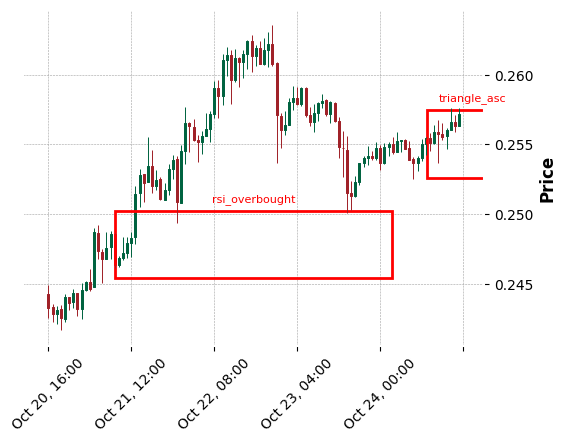 0.260
triangle_asc
0.255
rsi_overbought
0.250
0.245
Price
Oct 20, 16:00
Oct 21, 12:00
Oct 22, 08:00
Oct 23, 04:00
Oct 24, 00:00